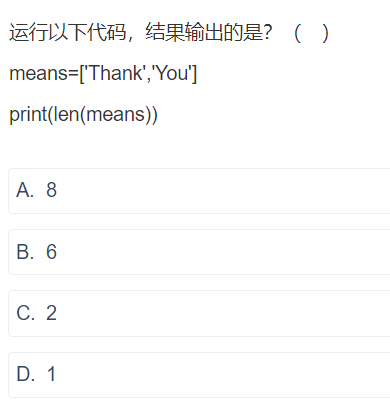 运行以下代码，结果输出的是？（　）
means=['Thank','You']
print(len(means))
A. 8
B. 6
C. 2
D. 1